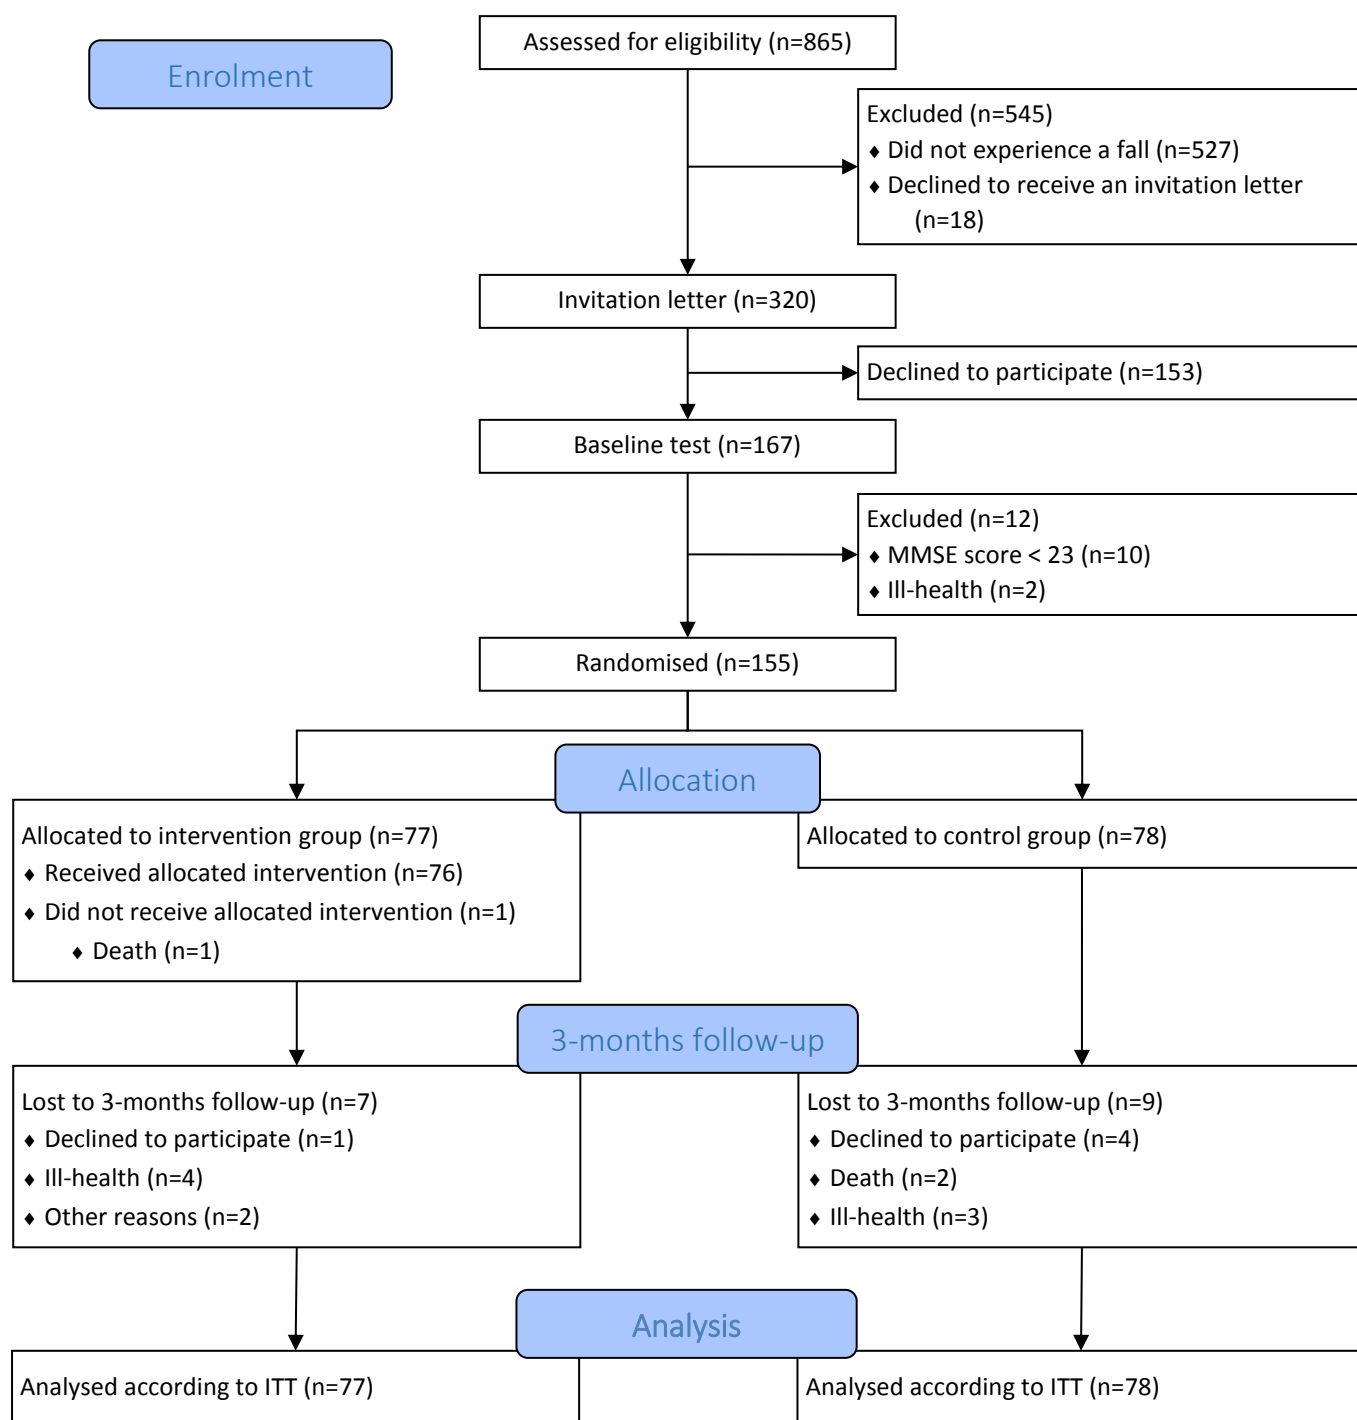 Enrolment
Assessed for eligibility (n=865)
Excluded (n=545)
♦ Did not experience a fall (n=527)
♦ Declined to receive an invitation letter
(n=18)
Invitation letter (n=320)
Declined to participate (n=153)
Baseline test (n=167)
Excluded (n=12)
♦ MMSE score < 23 (n=10)
♦ Ill-health (n=2)
Randomised (n=155)
Allocation
Allocated to intervention group (n=77)
♦ Received allocated intervention (n=76)
♦ Did not receive allocated intervention (n=1)
♦ Death (n=1)
Allocated to control group (n=78)
3-months follow-up
Lost to 3-months follow-up (n=7)
♦ Declined to participate (n=1)
♦ Ill-health (n=4)
♦ Other reasons (n=2)
Lost to 3-months follow-up (n=9)
♦ Declined to participate (n=4)
♦ Death (n=2)
♦ Ill-health (n=3)
Analysis
Analysed according to ITT (n=77)
Analysed according to ITT (n=78)